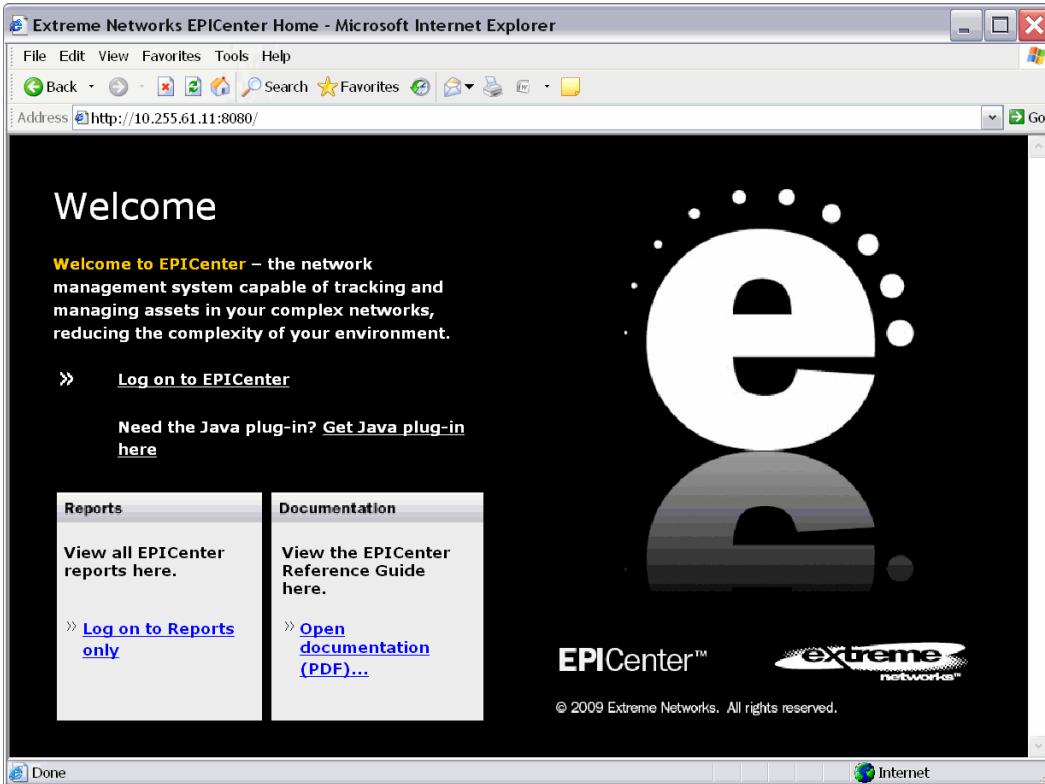 Extreme Networks EPICenter Home - Microsoft Internet Explorer
File Edit View Favorites Tools Help
Back Search Favorites
Address http://10.255.61.11:8080/ Go
Welcome
Welcome to EPICenter – the network
management system capable of tracking and
managing assets in your complex networks,
reducing the complexity of your environment.
» Log on to EPICenter
Need the Java plug-in? Get Java plug-in
here
Reports
View all EPICenter
reports here.
» Log on to Reports
only
Documentation
View the EPICenter
Reference Guide
here.
» Open
documentation
(PDF)...
e
EPICenter™
extreme
networks™
© 2009 Extreme Networks. All rights reserved.
Done Internet